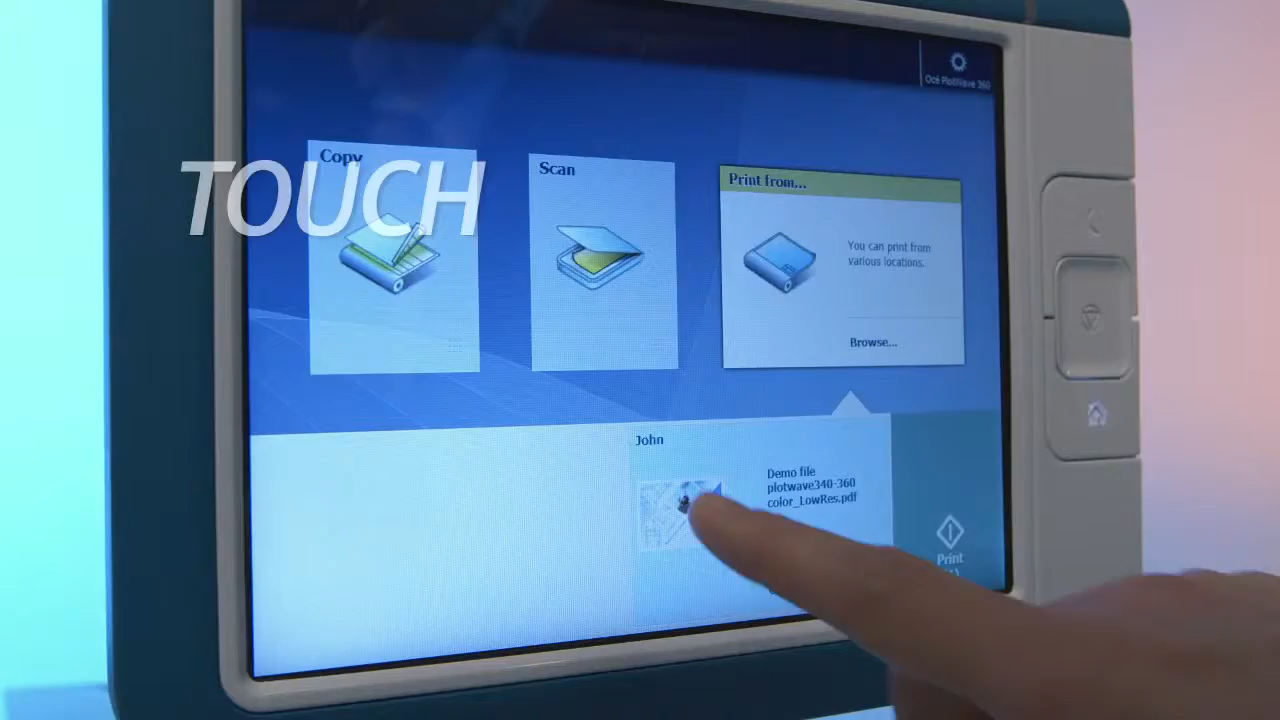 Océ PlotWave 360
Copy
TOUCH
Scan
Print from...
You can print from
various locations.
Browse...
John
Demo file
plotwave340-360
color_LowRes.pdf
Print